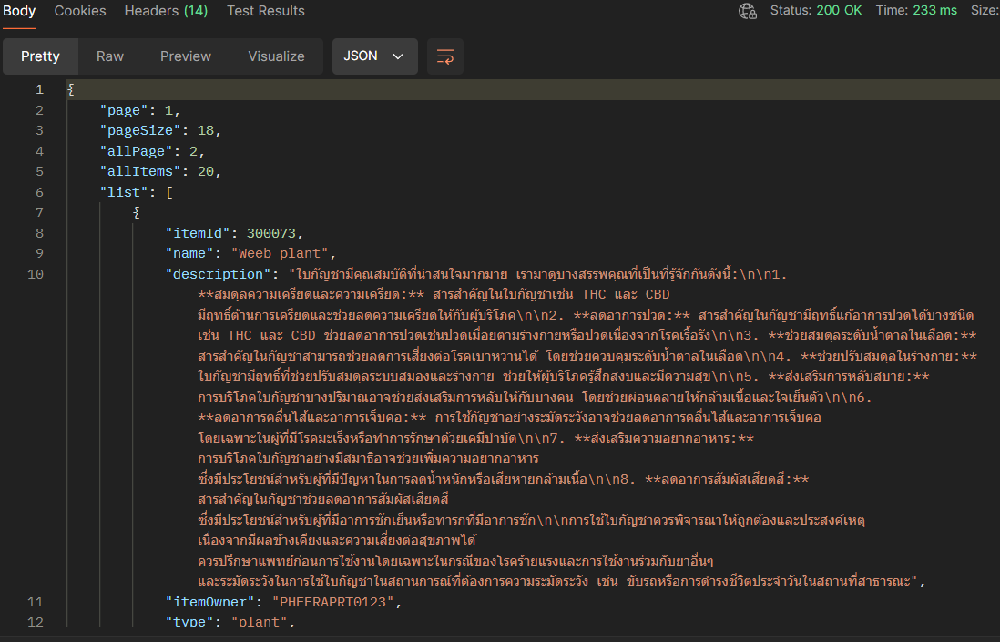 Body Cookies Headers (14) Test Results Status: 200 OK Time: 233 ms Size:
Pretty Raw Preview Visualize JSON
1 {
2 "page": 1,
3 "pageSize": 18,
4 "allPage": 2,
5 "allItems": 20,
6 "list": [
7 {
8 "itemId": 300073,
9 "name": "Weeb plant",
10 "description": "ใบกัญชามีคุณสมบัติที่น่าสนใจมากมาย เรามาดูบางสรรพคุณที่เป็นที่รู้จักกันดังนี้:\n\n1.
**สมดุลความเครียดและความเครียด:** สารสำคัญในใบกัญชาเช่น THC และ CBD
มีฤทธิ์ด้านการเครียดและช่วยลดความเครียดให้กับผู้บริโภค\n\n2. **ลดอาการปวด:** สารสำคัญในกัญชามีฤทธิ์แก้อาการปวดได้บางชนิด
เช่น THC และ CBD ช่วยลดอาการปวดเช่นปวดเมื่อยตามร่างกายหรือปวดเนื่องจากโรคเรื้อรัง\n\n3. **ช่วยสมดุลระดับน้ำตาลในเลือด:**
สารสำคัญในกัญชาสามารถช่วยลดการเสี่ยงต่อโรคเบาหวานได้ โดยช่วยควบคุมระดับน้ำตาลในเลือด\n\n4. **ช่วยปรับสมดุลในร่างกาย:**
ใบกัญชามีฤทธิ์ที่ช่วยปรับสมดุลระบบสมองและร่างกาย ช่วยให้ผู้บริโภครู้สึกสงบและมีความสุข\n\n5. **ส่งเสริมการหลับสบาย:**
การบริโภคใบกัญชาบางปริมาณอาจช่วยส่งเสริมการหลับให้กับบางคน โดยช่วยผ่อนคลายให้กล้ามเนื้อและใจเย็นตัว\n\n6.
**ลดอาการคลื่นไส้และอาการเจ็บคอ:** การใช้กัญชาอย่างระมัดระวังอาจช่วยลดอาการคลื่นไส้และอาการเจ็บคอ
โดยเฉพาะในผู้ที่มีโรคมะเร็งหรือทำการรักษาด้วยเคมีบำบัด\n\n7. **ส่งเสริมความอยากอาหาร:**
การบริโภคใบกัญชาอย่างมีสมาธิอาจช่วยเพิ่มความอยากอาหาร
ซึ่งมีประโยชน์สำหรับผู้ที่มีปัญหาในการลดน้ำหนักหรือเสียหายกล้ามเนื้อ\n\n8. **ลดอาการสัมผัสเสียดสี:**
สารสำคัญในกัญชาช่วยลดอาการสัมผัสเสียดสี
ซึ่งมีประโยชน์สำหรับผู้ที่มีอาการชักเย็นหรือทารกที่มีอาการชัก\n\nการใช้ใบกัญชาควรพิจารณาให้ถูกต้องและประสงค์เหตุ
เนื่องจากมีผลข้างเคียงและความเสี่ยงต่อสุขภาพได้
ควรปรึกษาแพทย์ก่อนการใช้งานโดยเฉพาะในกรณีของโรคร้ายแรงและการใช้งานร่วมกับยาอื่นๆ
และระมัดระวังในการใช้ใบกัญชาในสถานการณ์ที่ต้องการความระมัดระวัง เช่น ขับรถหรือการดำรงชีวิตประจำวันในสถานที่สาธารณะ",
11 "itemOwner": "PHEERAPRT0123",
12 "type": "plant",